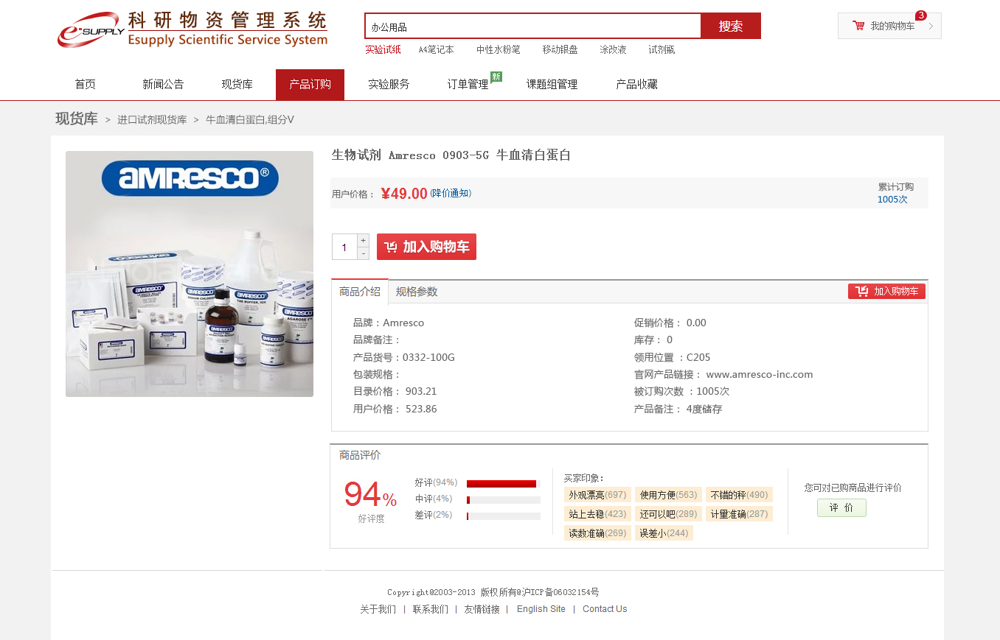 e-SUPPLY
科研物资管理系统
Esupply Scientific Service System
办公用品
搜索
3
我的购物车
实验试纸 A4笔记本 中性水粉笔 移动银盘 涂改液 试剂瓶
首页 新闻公告 现货库 产品订购 实验服务 订单管理 新 课题组管理 产品收藏
现货库 > 进口试剂现货库 > 牛血清白蛋白,组分V
AMRESCO®
生物试剂 Amresco 0903-5G 牛血清白蛋白
用户价格： ¥49.00 (降价通知)
累计订购
1005次
1 + -
加入购物车
商品介绍 规格参数 加入购物车
品牌：Amresco
促销价格： 0.00
品牌备注：
库存： 0
产品货号：0332-100G
领用位置 ：C205
包装规格：
官网产品链接： www.amresco-inc.com
目录价格： 903.21
被订购次数 ：1005次
用户价格： 523.86
产品备注： 4度储存
商品评价
94%
好评度
好评(94%)
中评(4%)
差评(2%)
买家印象：
外观漂亮(697) 使用方便(563) 不错的秤(490)
站上去稳(423) 还可以吧(289) 计量准确(287)
读数准确(269) 误差小(244)
您可对已购商品进行评价
评 价
Copyright@2003-2013 版权所有@沪ICP备06032154号
关于我们 | 联系我们 | 友情链接 | English Site | Contact Us